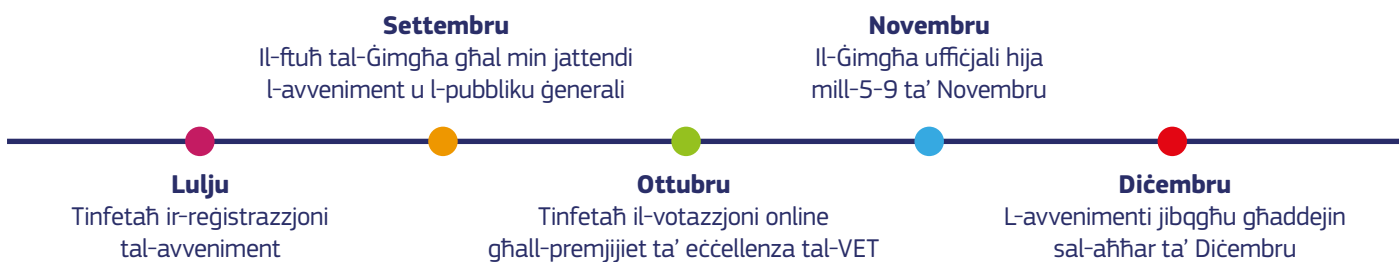 Settembru
Il-ftuħ tal-Ġimgħa għal min jattendi
l-avveniment u l-pubbliku ġenerali
Novembru
Il-Ġimgħa uffiċjali hija
mill-5-9 ta’ Novembru
Lulju
Tinfetaħ ir-reġistrazzjoni
tal-avveniment
Ottubru
Tinfetaħ il-votazzjoni online
għall-premjijiet ta’ eċċellenza tal-VET
Diċembru
L-avvenimenti jibqgħu għaddejin
sal-aħħar ta’ Diċembru